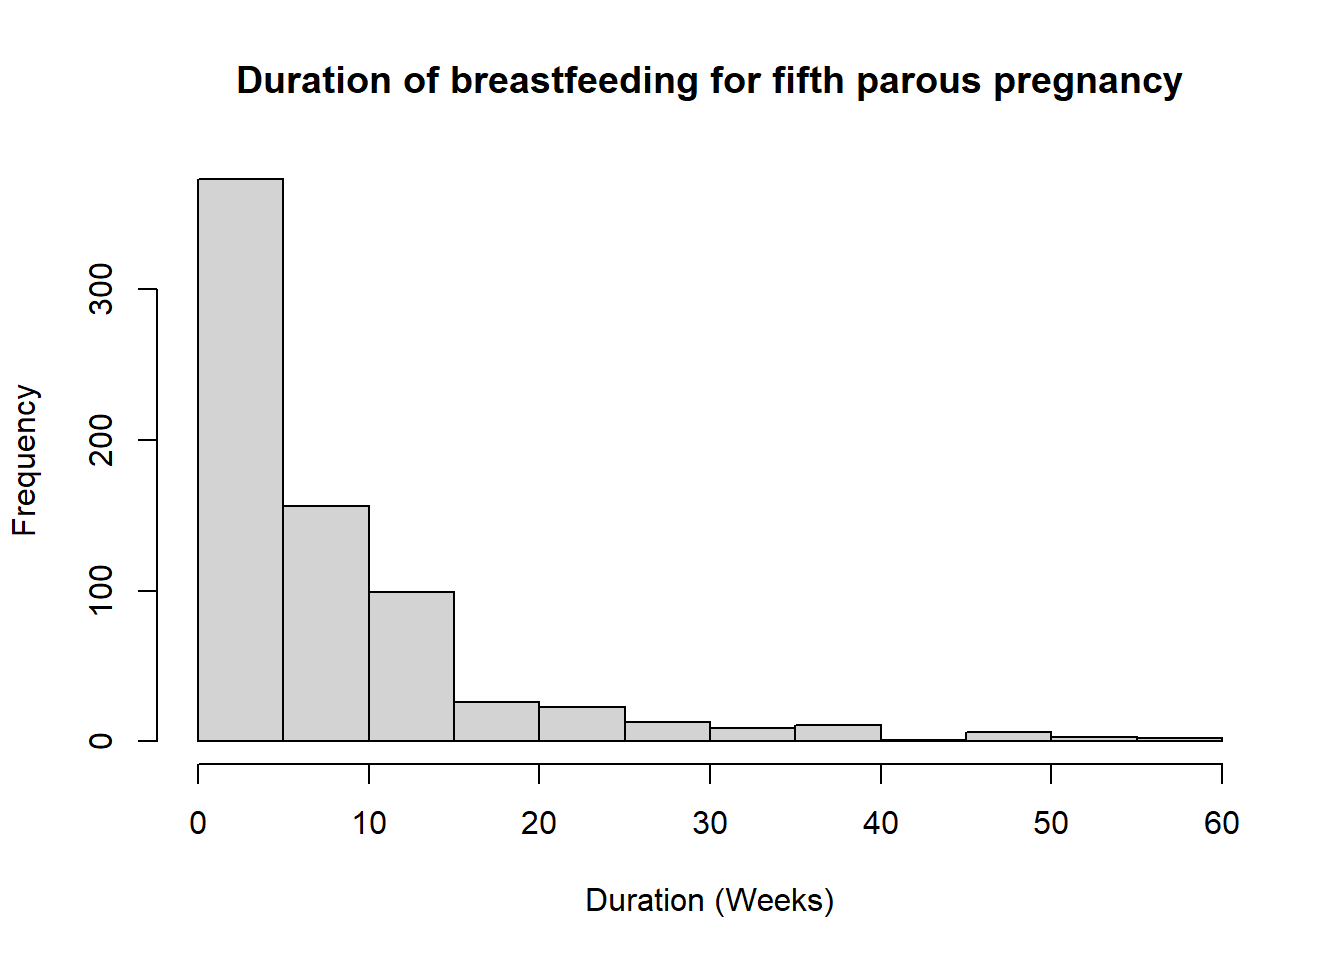 Duration of breastfeeding for fifth parous pregnancy
Frequency
300
200
100
0
0 10 20 30 40 50 60
Duration (Weeks)